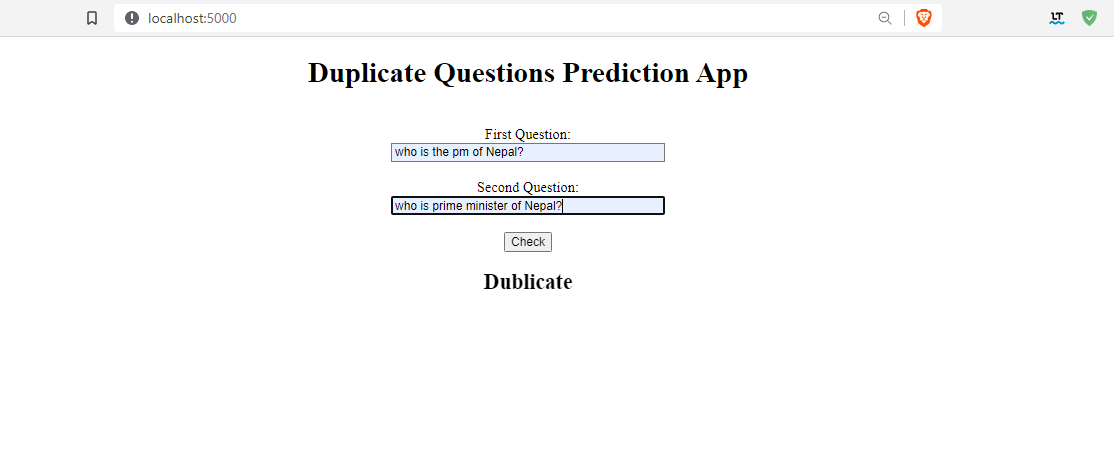 localhost:5000
LT
Duplicate Questions Prediction App
First Question:
who is the pm of Nepal?
Second Question:
who is prime minister of Nepal?
Check
Dublicate